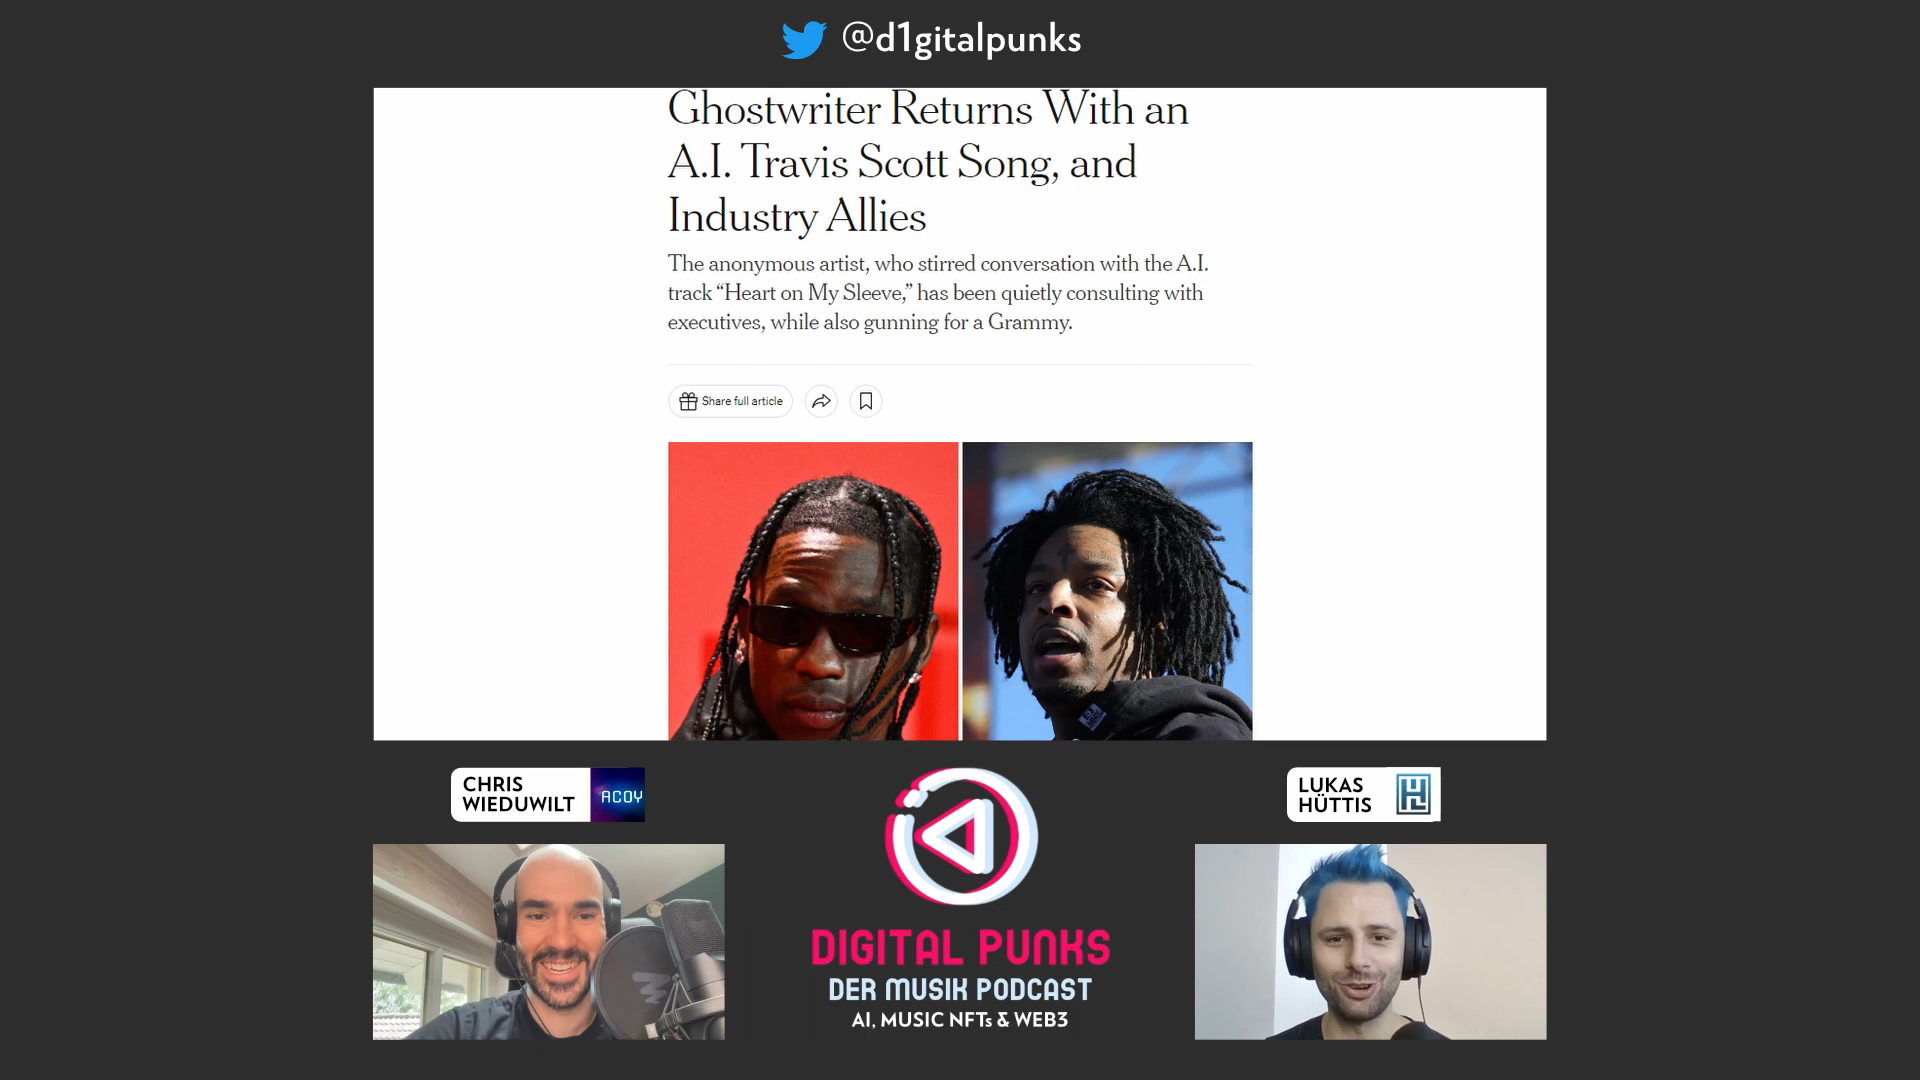 @d1gitalpunks
Ghostwriter Returns With an
A.I. Travis Scott Song, and
Industry Allies
The anonymous artist, who stirred conversation with the A.I.
track “Heart on My Sleeve,” has been quietly consulting with
executives, while also gunning for a Grammy.
Share full article
CHRIS
WIEDUWILT
ACOY
LUKAS
HÜTTIS
DIGITAL PUNKS
DER MUSIK PODCAST
AI, MUSIC NFTs & WEB3